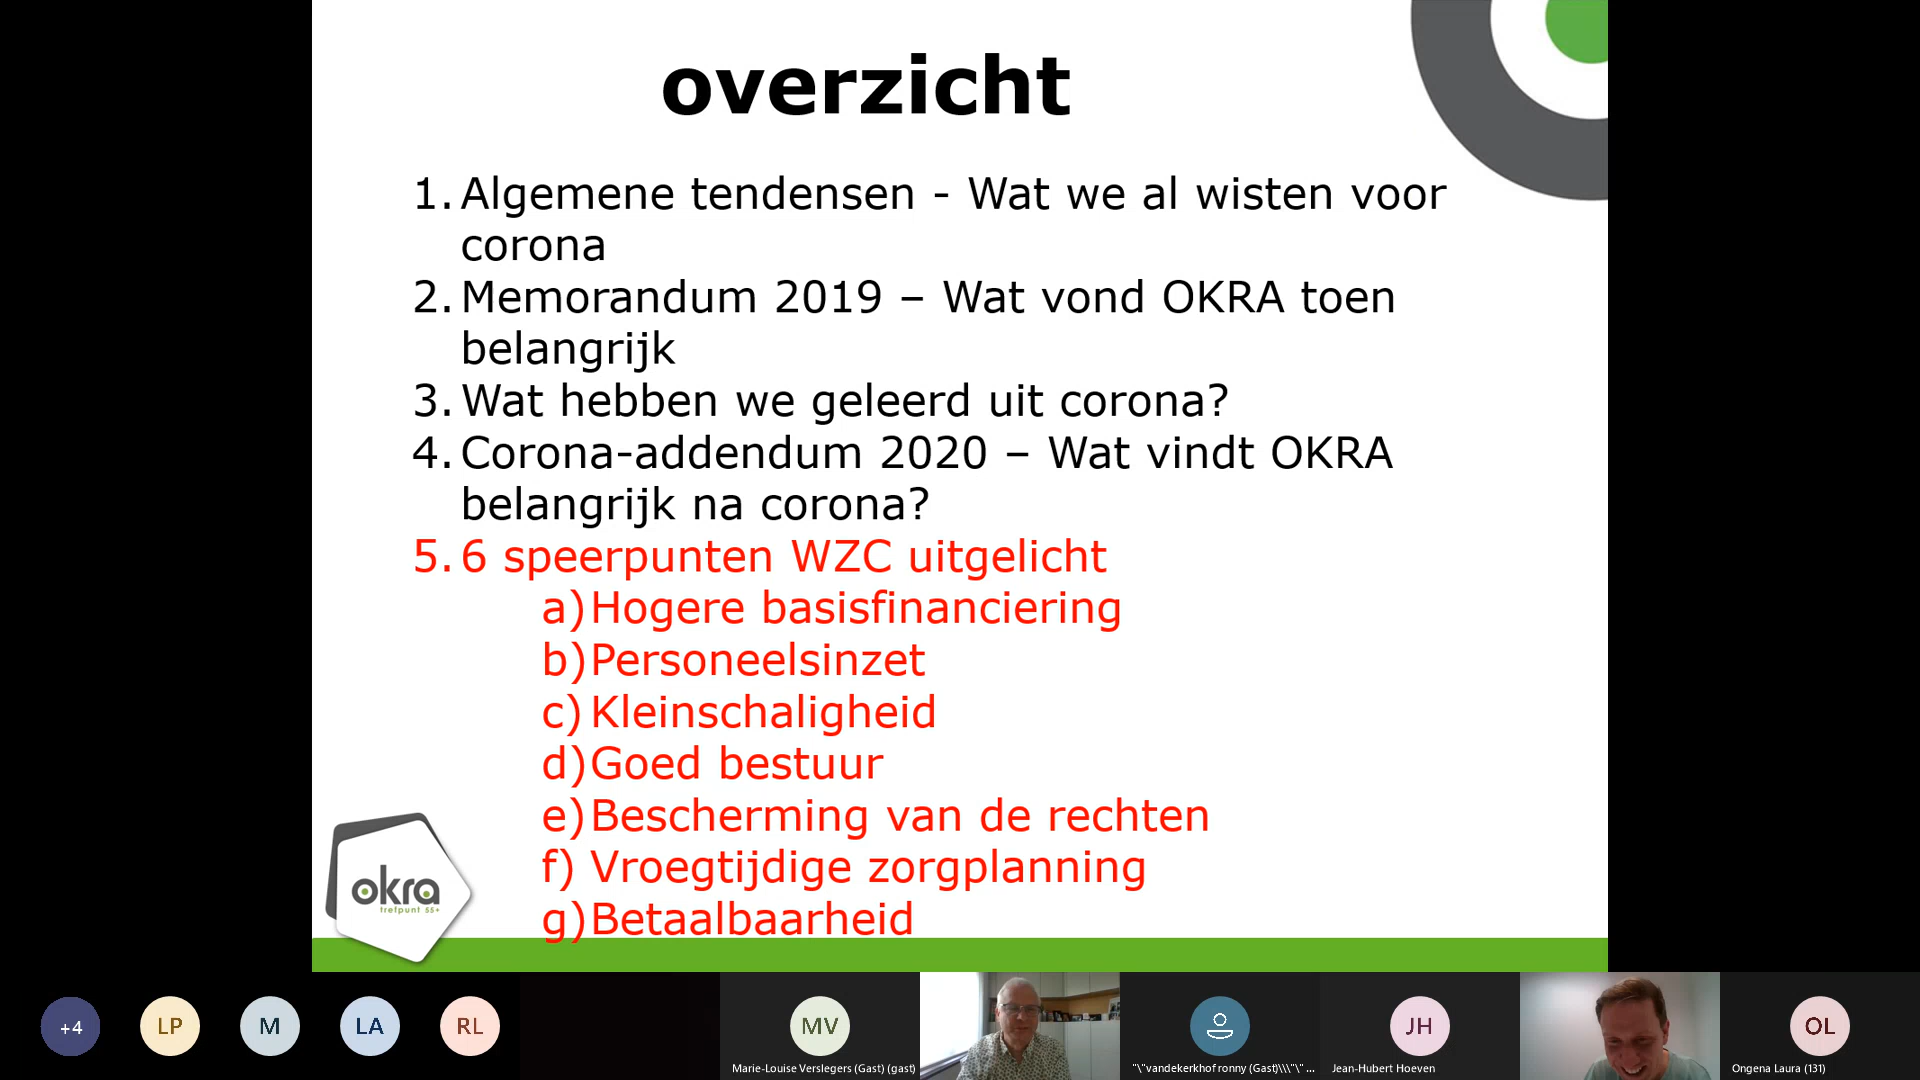 overzicht
1. Algemene tendensen - Wat we al wisten voor
corona
2. Memorandum 2019 – Wat vond OKRA toen
belangrijk
3. Wat hebben we geleerd uit corona?
4. Corona-addendum 2020 – Wat vindt OKRA
belangrijk na corona?
5. 6 speerpunten WZC uitgelicht
a) Hogere basisfinanciering
b) Personeelsinzet
c) Kleinschaligheid
d) Goed bestuur
e) Bescherming van de rechten
f) Vroegtijdige zorgplanning
g) Betaalbaarheid
okra
trefpunt 55+
+4
LP
M
LA
RL
MV
JH
OL
Marie-Louise Verslegers (Gast) (gast)
"\"vandekerkhof ronny (Gast)\\\"\" ...
Jean-Hubert Hoeven
Ongena Laura (131)